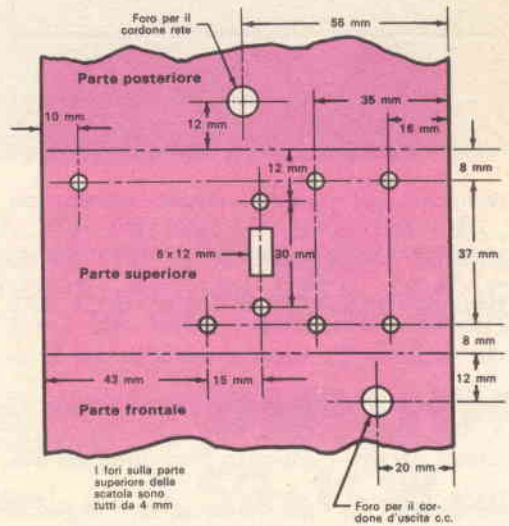 Foro per il
cordone rete
56 mm
Parte posteriore
35 mm
10 mm
16 mm
12 mm
12 mm
8 mm
6 x 12 mm
30 mm
37 mm
Parte superiore
8 mm
43 mm
15 mm
12 mm
Parte frontale
20 mm
I fori sulla parte
superiore della
scatola sono
tutti da 4 mm
Foro per il cor-
done d'uscita c.c.